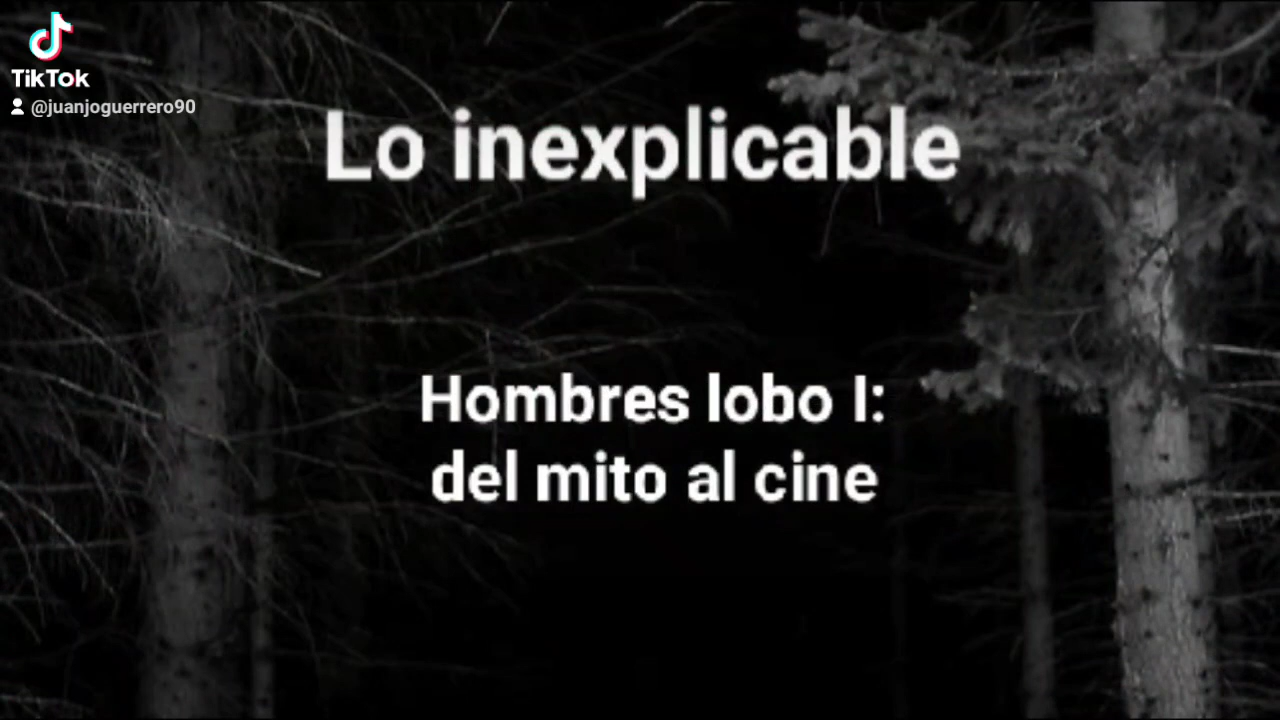 TikTok
@juanjoguerrero90
Lo inexplicable
Hombres lobo I:
del mito al cine